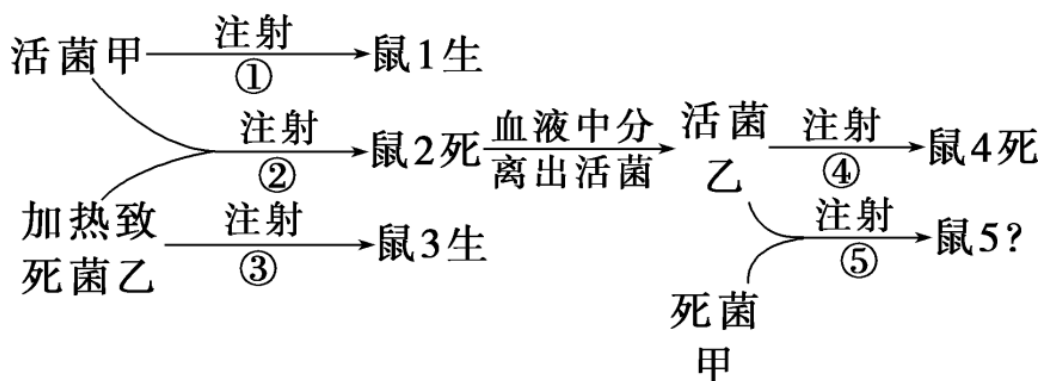 活菌甲 注射 ① 鼠1生
注射 ② 鼠2死 血液中分离出活菌 活菌乙 注射 ④ 鼠4死
加热致死菌乙 注射 ③ 鼠3生
注射 ⑤ 鼠5?
死菌甲